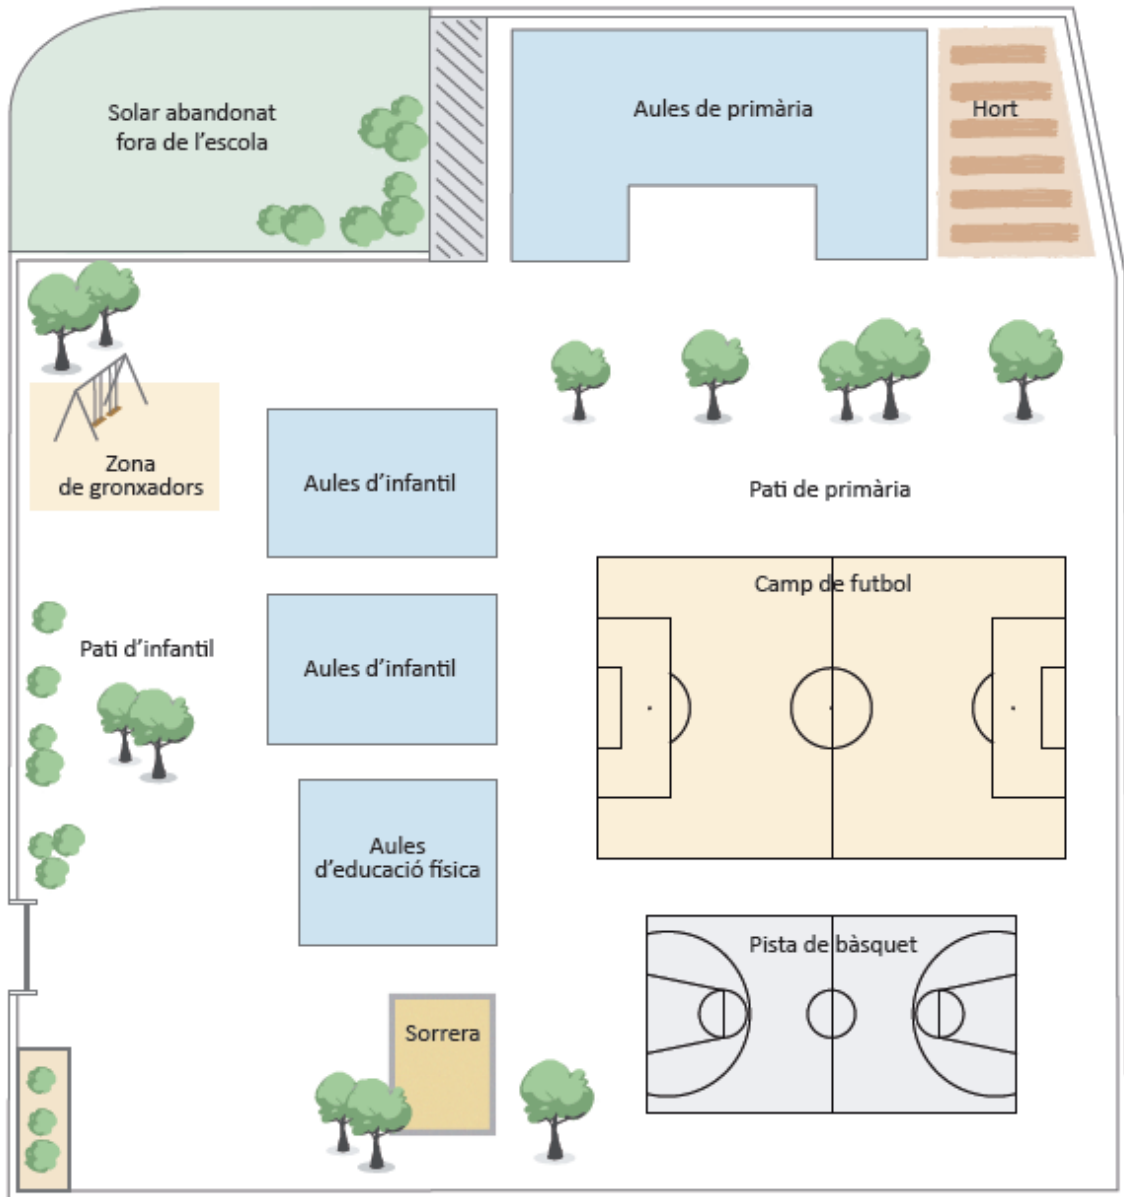 Solar abandonat
fora de l'escola
Aules de primària
Hort
Zona
de gronxadors
Aules d'infantil
Pati de primària
Camp de futbol
Pati d'infantil
Aules d'infantil
Aules
d'educació física
Pista de bàsquet
Sorrera